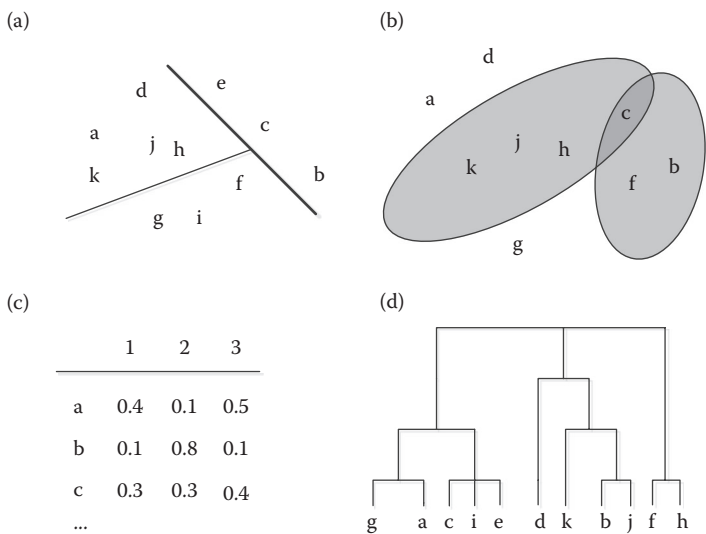 (a)
d
e
a
j
h
c
k
f
b
g
i
(b)
d
a
c
j
h
k
f
b
g
(c)
1 2 3
a 0.4 0.1 0.5
b 0.1 0.8 0.1
c 0.3 0.3 0.4
...
(d)
g a c i e d k b j f h